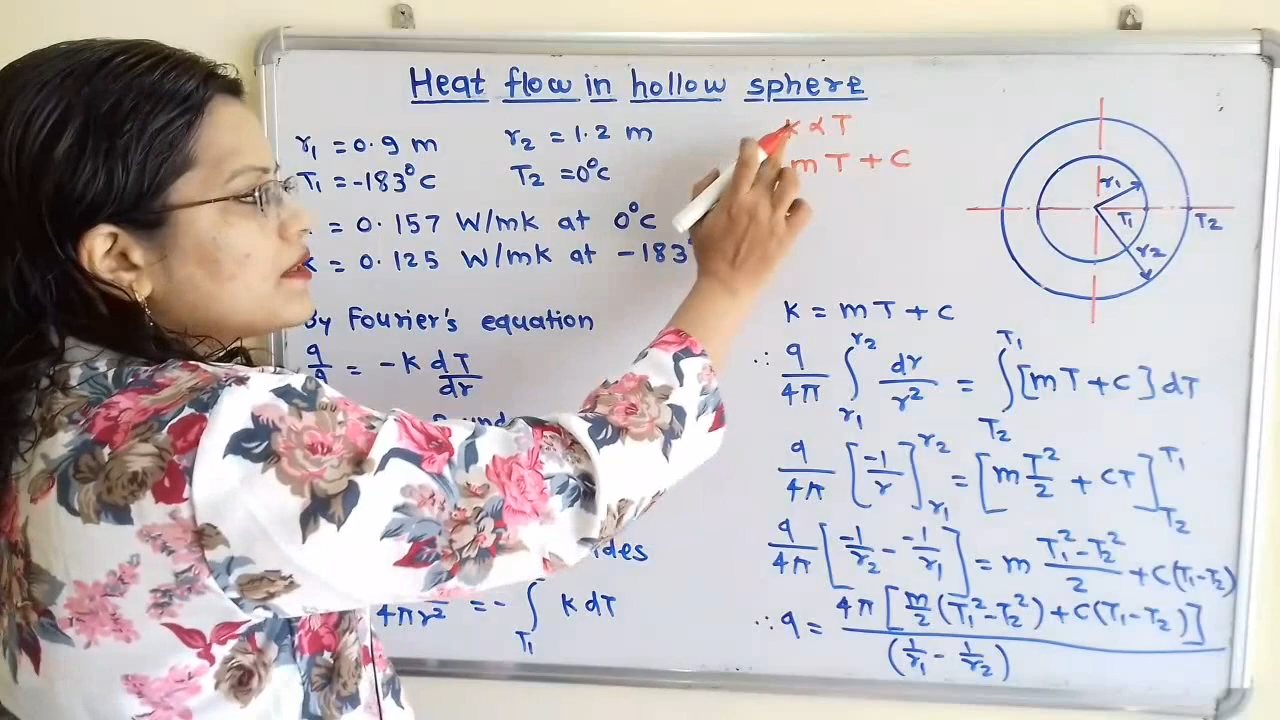 Heat flow in hollow sphere
r1 = 0.9 m r2 = 1.2 m
T1 = -183°C T2 = 0°C
= 0.157 W/mk at 0°C
= 0.125 W/mk at -183°
By Fourier's equation
q = -K dT
dr
4πr² = - ∫ K dT
T1
K ∝ T
mT + C
r1
T1 T2
r2
K = mT + C
∴ q/4π ∫r1^r2 dr/r² = ∫T2^T1 [mT + C] dT
q/4π [-1/r]r1^r2 = [m T²/2 + CT]T2^T1
q/4π [-1/r2 - -1/r1] = m T1² - T2²/2 + C(T1-T2)
∴ q = 4π [m/2 (T1² - T2²) + C(T1 - T2)] / (1/r1 - 1/r2)